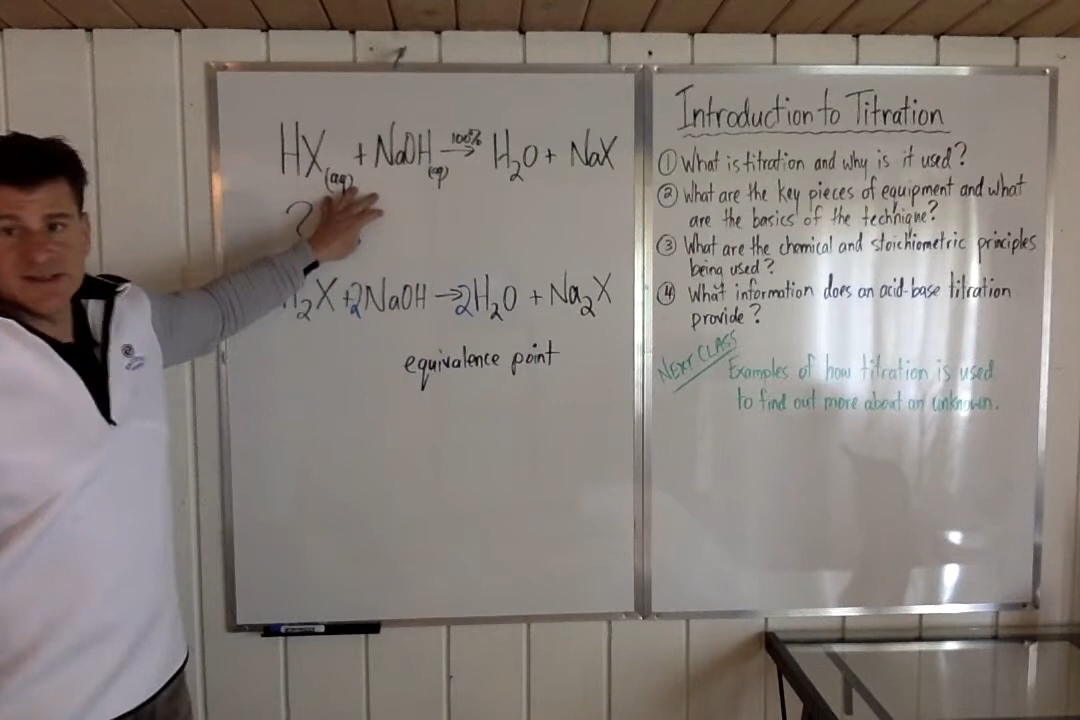 HX(aq) + NaOH(aq) 100%→ H₂O + NaX
?
H₂X + 2NaOH → 2H₂O + Na₂X
equivalence point
Introduction to Titration
① What is titration and why is it used?
② What are the key pieces of equipment and what
are the basics of the technique?
③ What are the chemical and stoichiometric principles
being used?
④ What information does an acid-base titration
provide?
NEXT CLASS
Examples of how titration is used
to find out more about an unknown.